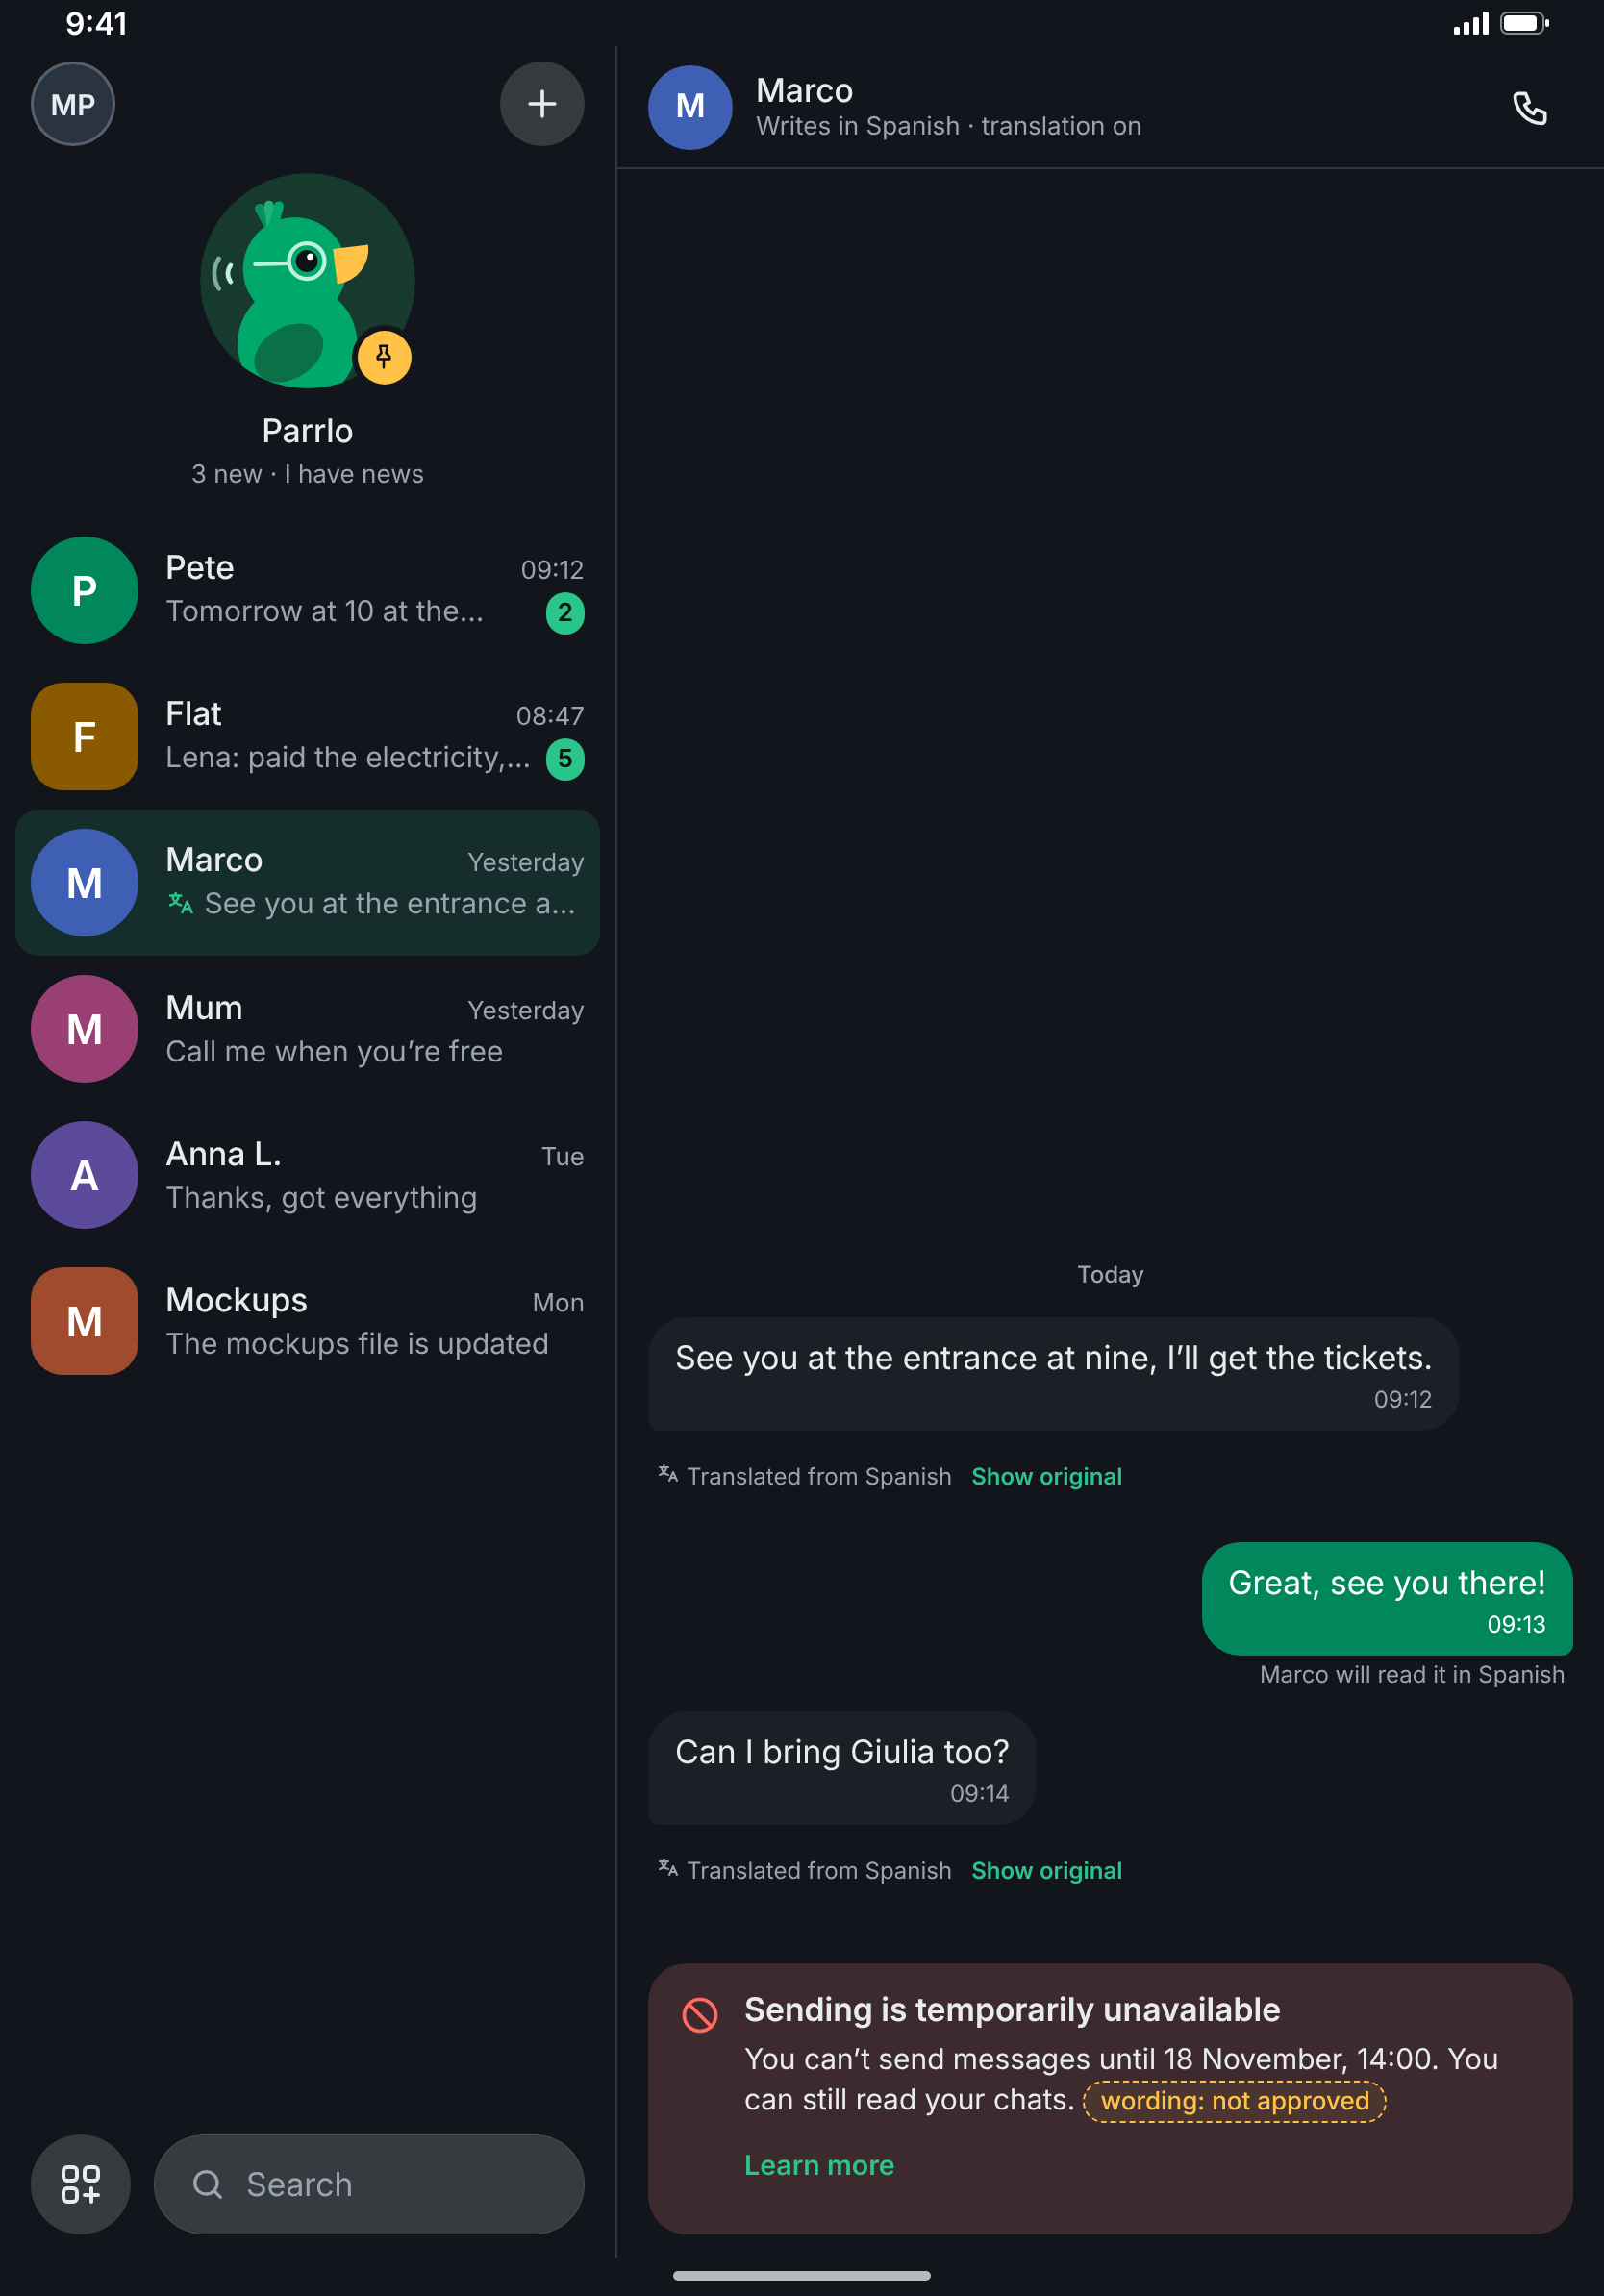 9:41
MP
Parrlo
3 new · I have news
P
Pete
09:12
Tomorrow at 10 at the...
2
F
Flat
08:47
Lena: paid the electricity,...
5
M
Marco
Yesterday
See you at the entrance a...
M
Mum
Yesterday
Call me when you’re free
A
Anna L.
Tue
Thanks, got everything
M
Mockups
Mon
The mockups file is updated
Search
M
Marco
Writes in Spanish · translation on
Today
See you at the entrance at nine, I’ll get the tickets.
09:12
Translated from Spanish Show original
Great, see you there!
09:13
Marco will read it in Spanish
Can I bring Giulia too?
09:14
Translated from Spanish Show original
Sending is temporarily unavailable
You can’t send messages until 18 November, 14:00. You
can still read your chats. wording: not approved
Learn more